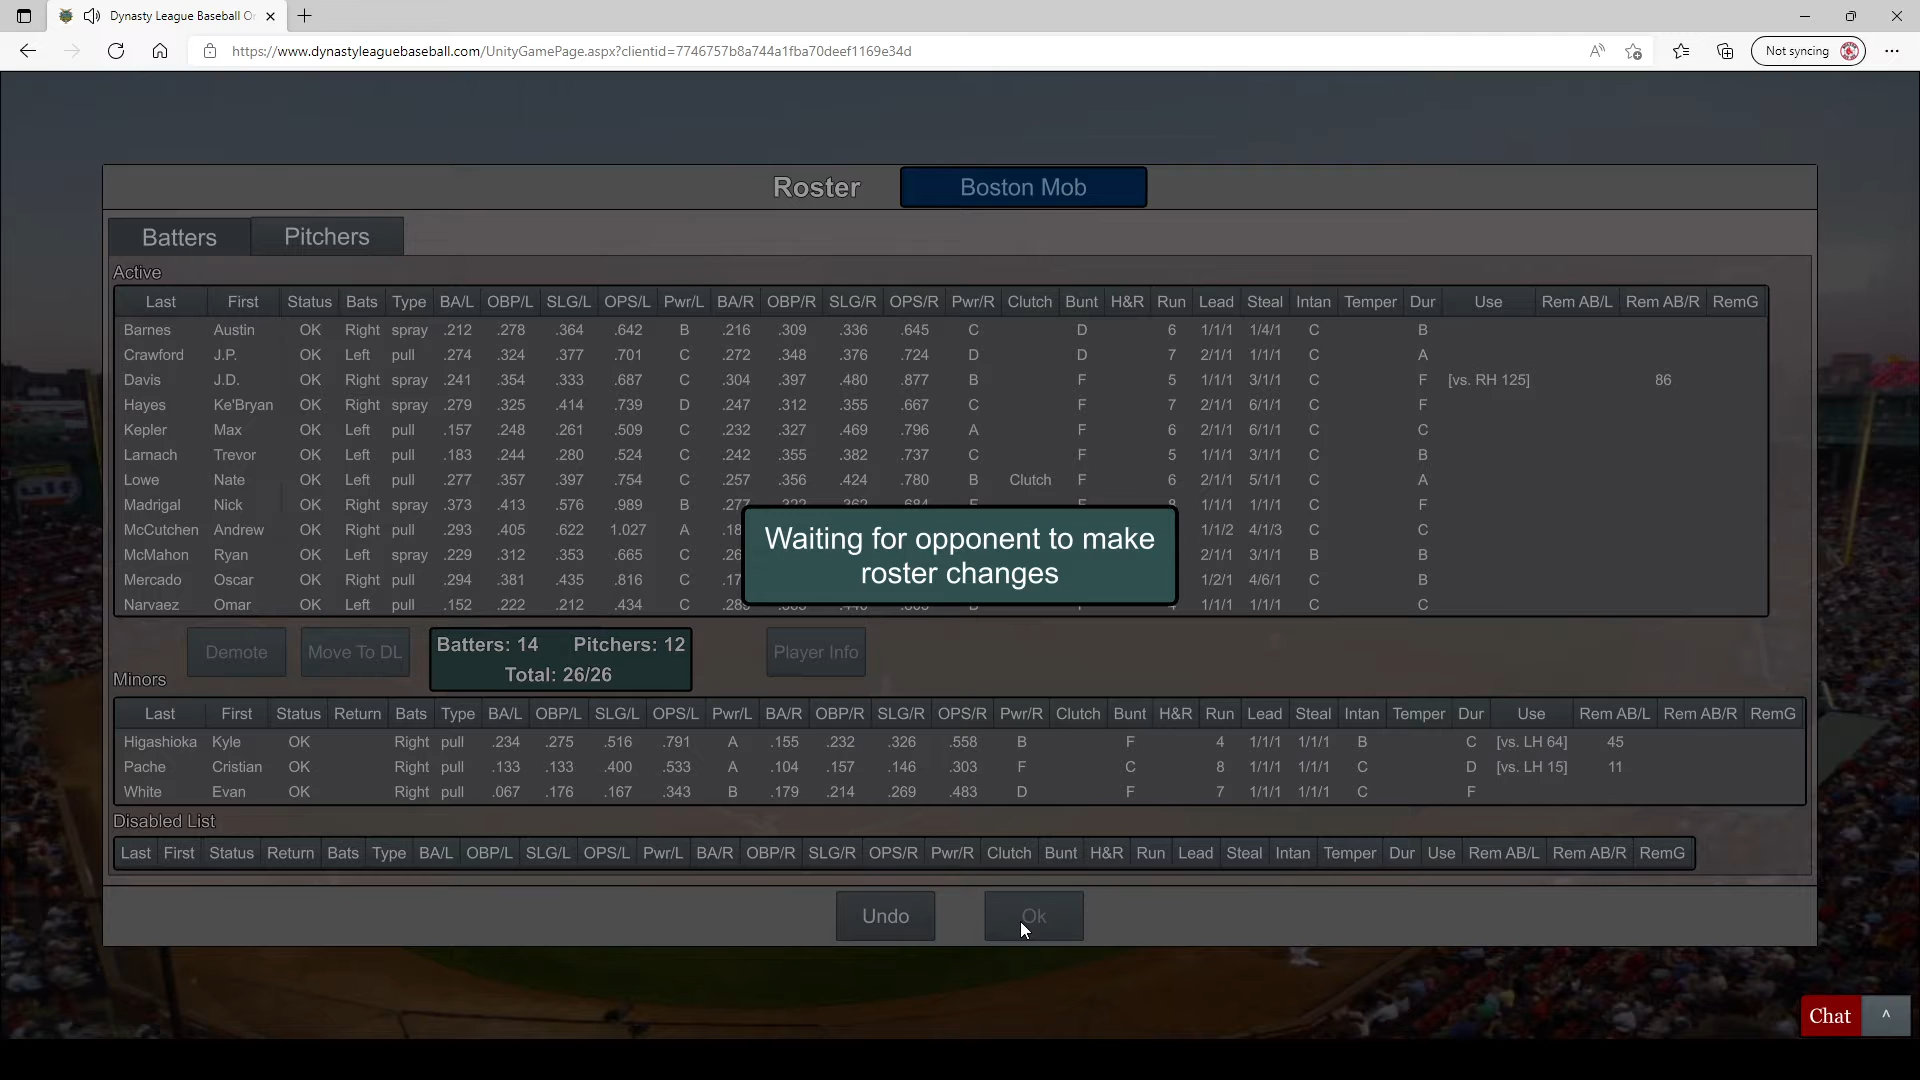 Dynasty League Baseball O
https://www.dynastyleaguebaseball.com/UnityGamePage.aspx?clientid=7746757b8a744a1fba70deef1169e34d
Not syncing
Roster Boston Mob
Batters Pitchers
Active
Last First Status Bats Type BA/L OBP/L SLG/L OPS/L Pwr/L BA/R OBP/R SLG/R OPS/R Pwr/R Clutch Bunt H&R Run Lead Steal Intan Temper Dur Use Rem AB/L Rem AB/R RemG
Barnes Austin OK Right spray .212 .278 .364 .642 B .216 .309 .336 .645 C D 6 1/1/1 1/4/1 C B
Crawford J.P. OK Left pull .274 .324 .377 .701 C .272 .348 .376 .724 D D 7 2/1/1 1/1/1 C A
Davis J.D. OK Right spray .241 .354 .333 .687 C .304 .397 .480 .877 B F 5 1/1/1 3/1/1 C F [vs. RH 125] 86
Hayes Ke'Bryan OK Right spray .279 .325 .414 .739 D .247 .312 .355 .667 C F 7 2/1/1 6/1/1 C F
Kepler Max OK Left pull .157 .248 .261 .509 C .232 .327 .469 .796 A F 6 2/1/1 6/1/1 C C
Larnach Trevor OK Left pull .183 .244 .280 .524 C .242 .355 .382 .737 C F 5 1/1/1 3/1/1 C B
Lowe Nate OK Left pull .277 .357 .397 .754 C .257 .356 .424 .780 B Clutch F 6 2/1/1 5/1/1 C A
Madrigal Nick OK Right spray .373 .413 .576 .989 B 1/1/1 1/1/1 C F
McCutchen Andrew OK Right pull .293 .405 .622 1.027 A 1/1/2 4/1/3 C C
McMahon Ryan OK Left spray .229 .312 .353 .665 C 2/1/1 3/1/1 B B
Mercado Oscar OK Right pull .294 .381 .435 .816 C 1/2/1 4/6/1 C B
Narvaez Omar OK Left pull .152 .222 .212 .434 C 1/1/1 1/1/1 C C
Waiting for opponent to make
roster changes
Demote Move To DL Batters: 14 Pitchers: 12 Player Info
Total: 26/26
Minors
Last First Status Return Bats Type BA/L OBP/L SLG/L OPS/L Pwr/L BA/R OBP/R SLG/R OPS/R Pwr/R Clutch Bunt H&R Run Lead Steal Intan Temper Dur Use Rem AB/L Rem AB/R RemG
Higashioka Kyle OK Right pull .234 .275 .516 .791 A .155 .232 .326 .558 B F 4 1/1/1 1/1/1 B C [vs. LH 64] 45
Pache Cristian OK Right pull .133 .133 .400 .533 A .104 .157 .146 .303 F C 8 1/1/1 1/1/1 C D [vs. LH 15] 11
White Evan OK Right pull .067 .176 .167 .343 B .179 .214 .269 .483 D F 7 1/1/1 1/1/1 C F
Disabled List
Last First Status Return Bats Type BA/L OBP/L SLG/L OPS/L Pwr/L BA/R OBP/R SLG/R OPS/R Pwr/R Clutch Bunt H&R Run Lead Steal Intan Temper Dur Use Rem AB/L Rem AB/R RemG
Undo Ok
Chat ^